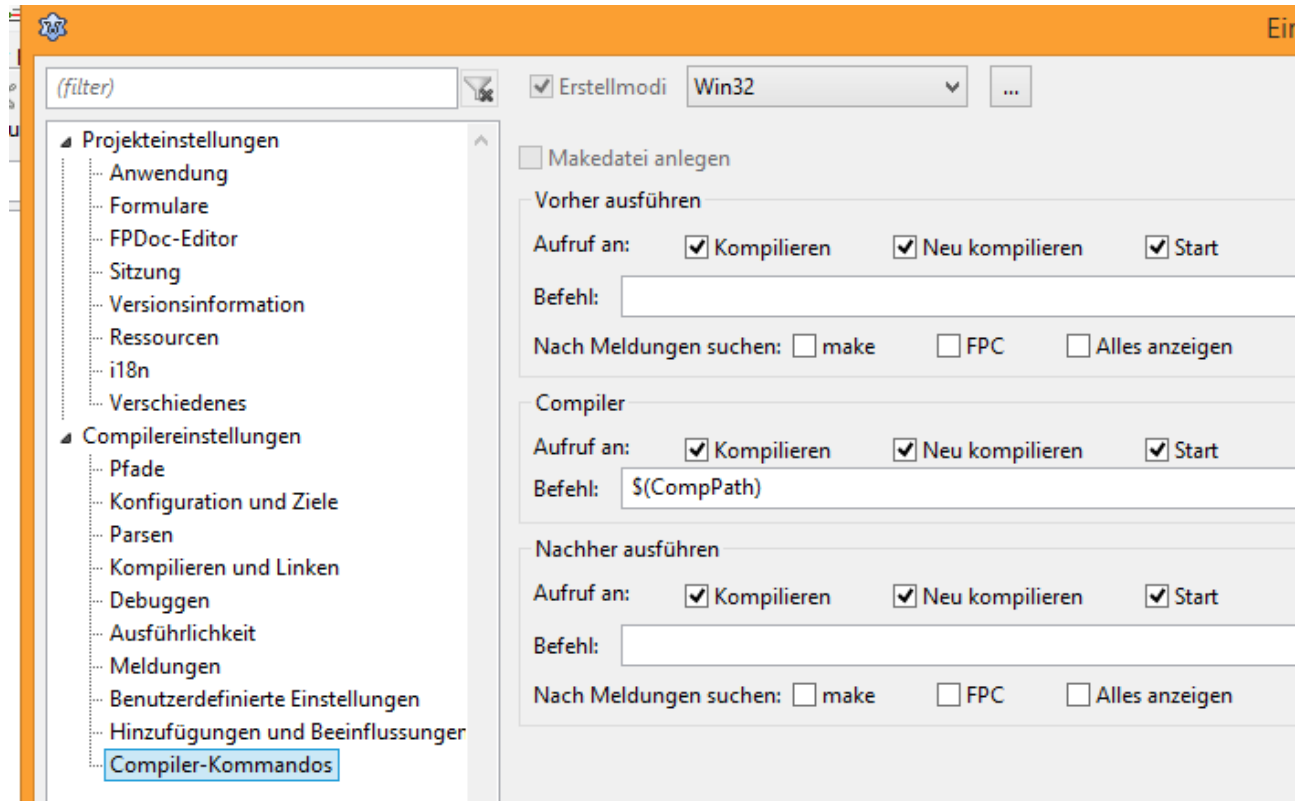 Ein
(filter)
Erstellmodi Win32 ...
Projekteinstellungen
Anwendung
Formulare
FPDoc-Editor
Sitzung
Versionsinformation
Ressourcen
i18n
Verschiedenes
Compilereinstellungen
Pfade
Konfiguration und Ziele
Parsen
Kompilieren und Linken
Debuggen
Ausführlichkeit
Meldungen
Benutzerdefinierte Einstellungen
Hinzufügungen und Beeinflussungen
Compiler-Kommandos
Makedatei anlegen
Vorher ausführen
Aufruf an: Kompilieren Neu kompilieren Start
Befehl:
Nach Meldungen suchen: make FPC Alles anzeigen
Compiler
Aufruf an: Kompilieren Neu kompilieren Start
Befehl: $(CompPath)
Nachher ausführen
Aufruf an: Kompilieren Neu kompilieren Start
Befehl:
Nach Meldungen suchen: make FPC Alles anzeigen